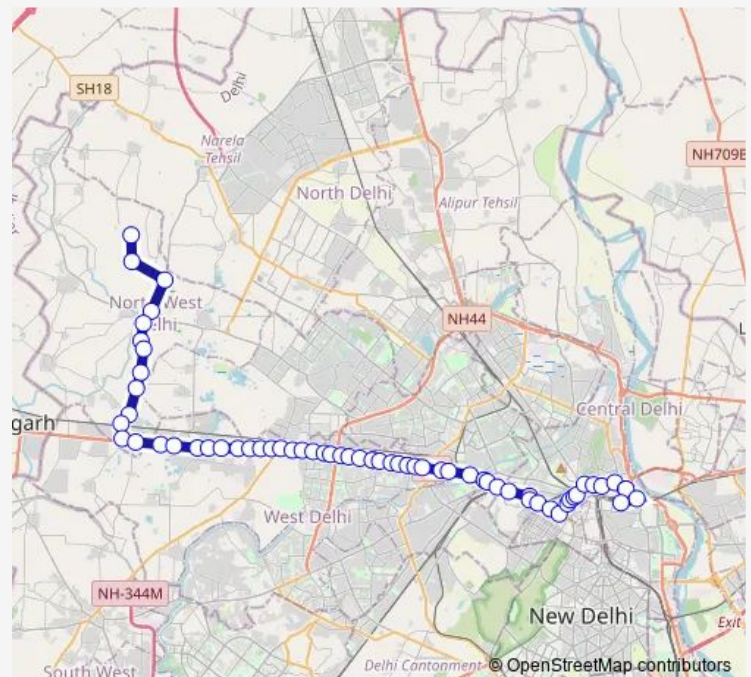 SH18
Delhi
Narela
Tehsil
NH709B
North Delhi
Alipur Tehsil
North West
Delhi
NH44
Central Delhi
garh
West Delhi
NH-344M
New Delhi
Exit
South West
Delhi Cantonment
© OpenStreetMap contributors